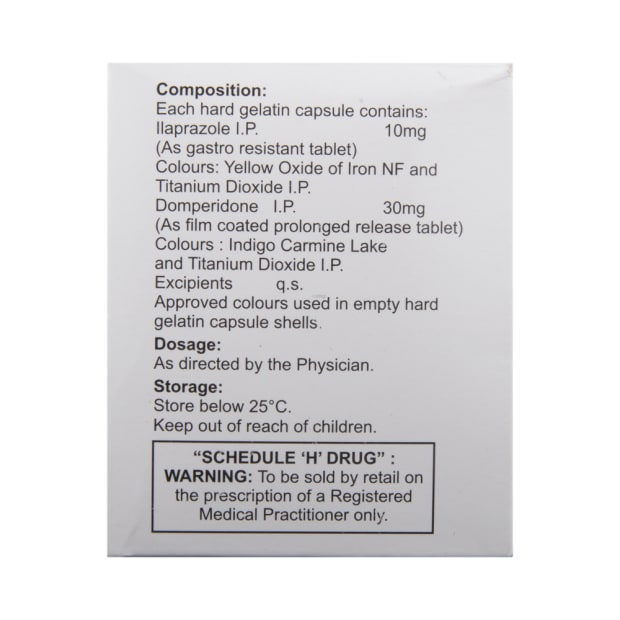 Composition:
Each hard gelatin capsule contains:
Ilaprazole I.P. 10mg
(As gastro resistant tablet)
Colours: Yellow Oxide of Iron NF and
Titanium Dioxide I.P.
Domperidone I.P. 30mg
(As film coated prolonged release tablet)
Colours : Indigo Carmine Lake
and Titanium Dioxide I.P.
Excipients q.s.
Approved colours used in empty hard
gelatin capsule shells.
Dosage:
As directed by the Physician.
Storage:
Store below 25°C.
Keep out of reach of children.
“SCHEDULE ‘H’ DRUG” :
WARNING: To be sold by retail on
the prescription of a Registered
Medical Practitioner only.